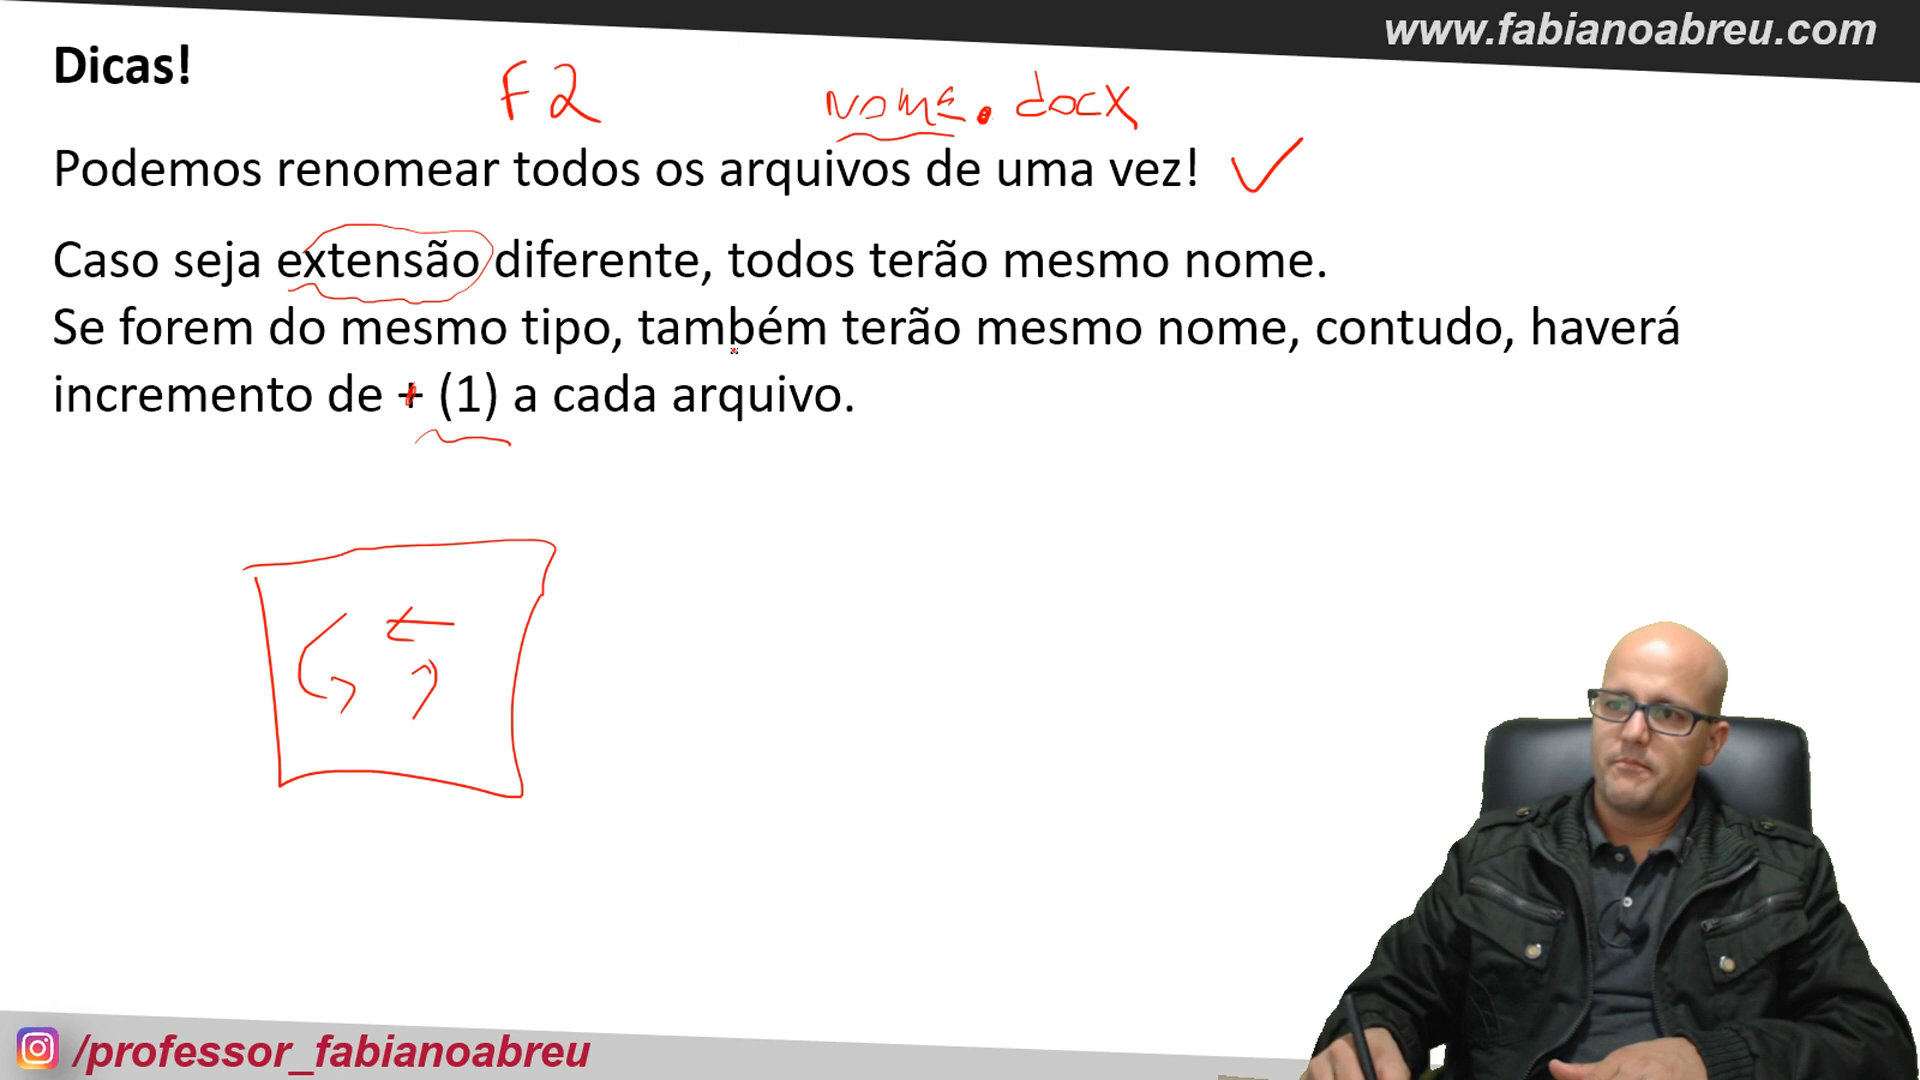 www.fabianoabreu.com
Dicas!
F2
nome.docx
Podemos renomear todos os arquivos de uma vez!
Caso seja extensão diferente, todos terão mesmo nome.
Se forem do mesmo tipo, também terão mesmo nome, contudo, haverá
incremento de + (1) a cada arquivo.
/professor_fabianoabreu